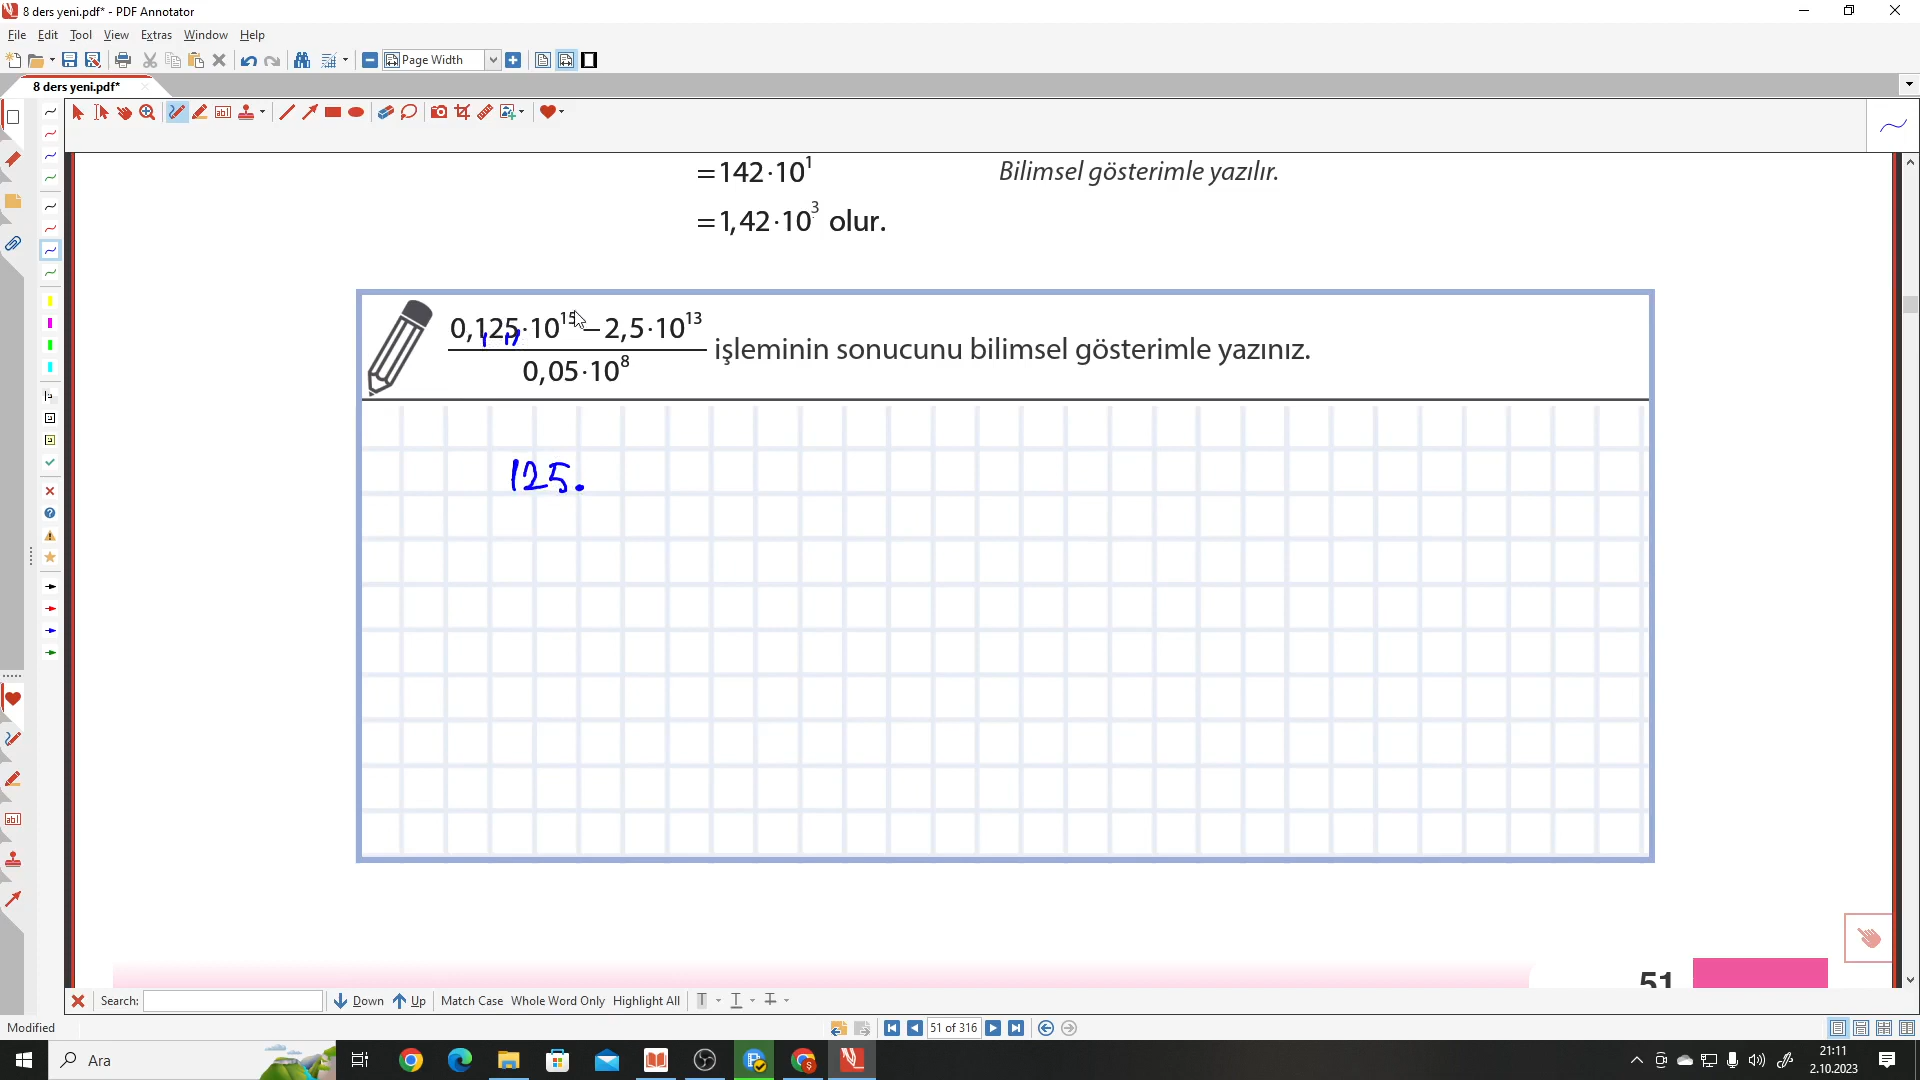 8 ders yeni.pdf* - PDF Annotator
File Edit Tool View Extras Window Help
Page Width
8 ders yeni.pdf*
=142·10¹ Bilimsel gösterimle yazılır.
=1,42·10³ olur.
0,125·10¹⁵−2,5·10¹³
0,05·10⁸
işleminin sonucunu bilimsel gösterimle yazınız.
125.
51
Search: Down Up Match Case Whole Word Only Highlight All
Modified 51 of 316
Ara 21:11
2.10.2023